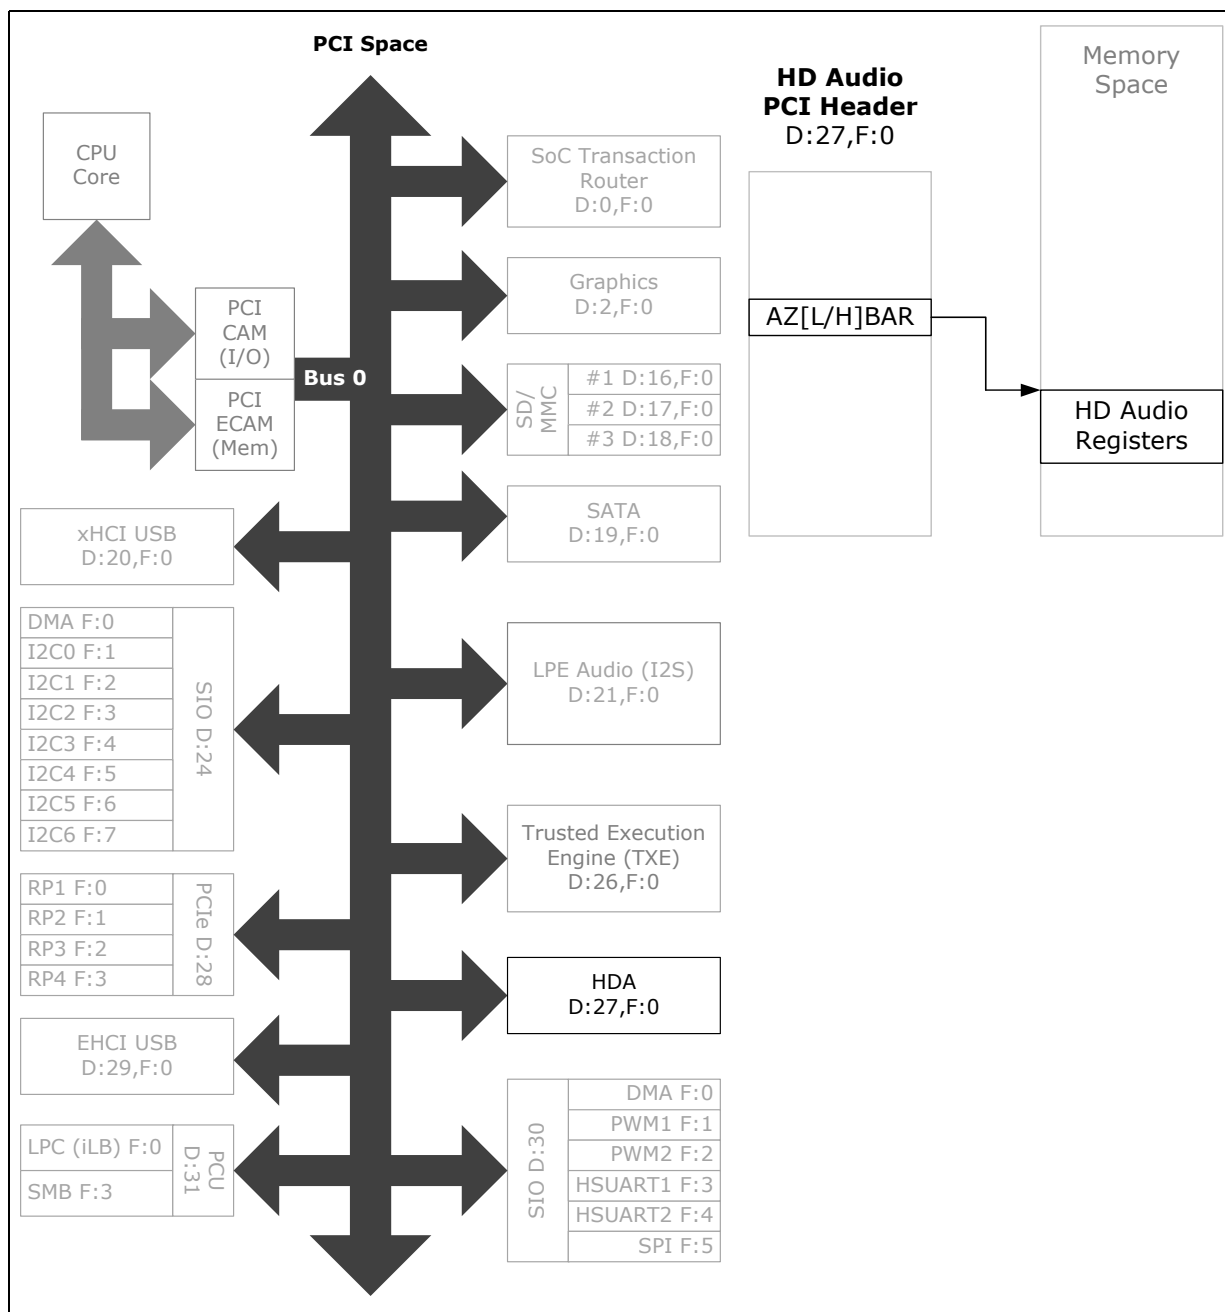 PCI Space
CPU
Core
PCI
CAM
(I/O)
PCI
ECAM
(Mem)
Bus 0
SoC Transaction
Router
D:0,F:0
Graphics
D:2,F:0
SD/
MMC
#1 D:16,F:0
#2 D:17,F:0
#3 D:18,F:0
SATA
D:19,F:0
xHCI USB
D:20,F:0
DMA F:0
I2C0 F:1
I2C1 F:2
I2C2 F:3
I2C3 F:4
I2C4 F:5
I2C5 F:6
I2C6 F:7
SIO D:24
LPE Audio (I2S)
D:21,F:0
Trusted Execution
Engine (TXE)
D:26,F:0
RP1 F:0
RP2 F:1
RP3 F:2
RP4 F:3
PCIe D:28
HDA
D:27,F:0
EHCI USB
D:29,F:0
LPC (iLB) F:0
SMB F:3
PCU
D:31
SIO D:30
DMA F:0
PWM1 F:1
PWM2 F:2
HSUART1 F:3
HSUART2 F:4
SPI F:5
HD Audio
PCI Header
D:27,F:0
AZ[L/H]BAR
Memory
Space
HD Audio
Registers